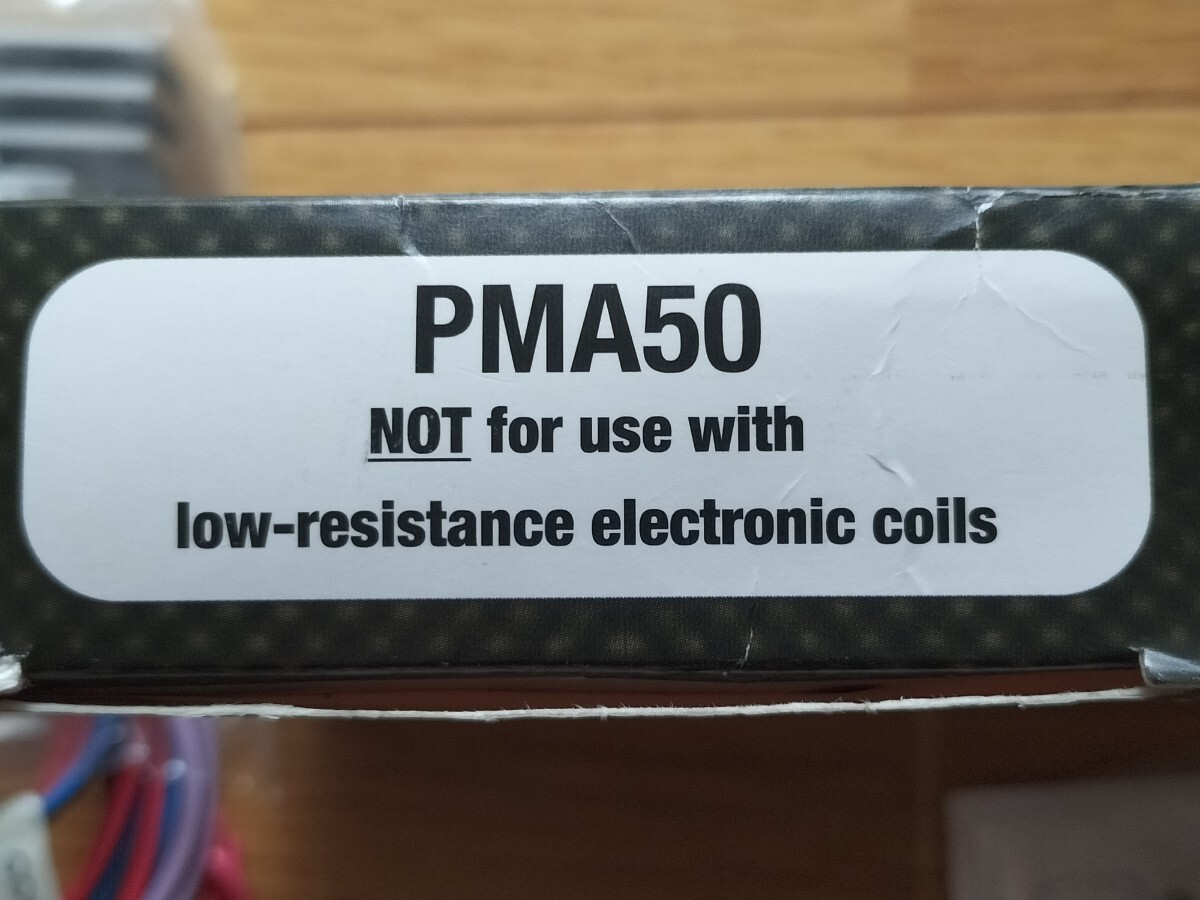 PMA50
NOT for use with
low-resistance electronic coils